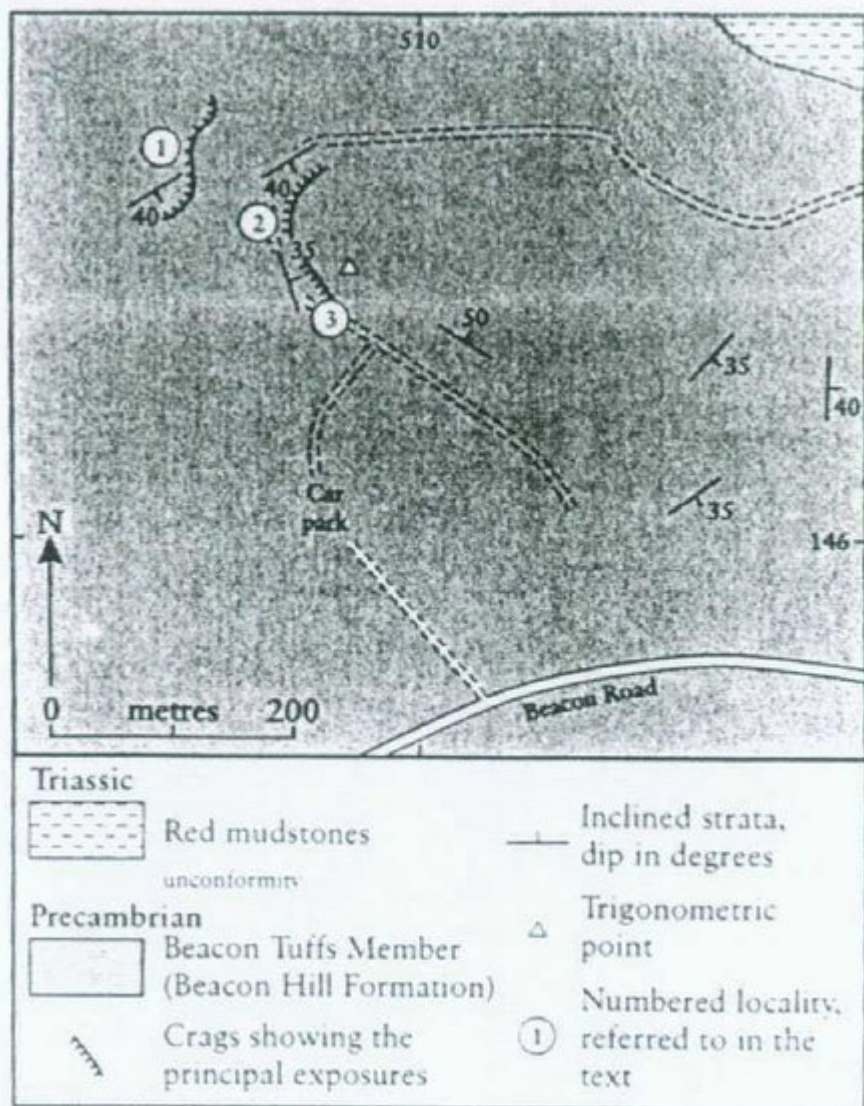 510
1
40
40
2
35
3
50
35
40
35
Car
park
N
146
0 metres 200
Beacon Road
Triassic
Red mudstones
unconformity
Precambrian
Beacon Tuffs Member
(Beacon Hill Formation)
Crags showing the
principal exposures
Inclined strata,
dip in degrees
Trigonometric
point
1
Numbered locality,
referred to in the
text